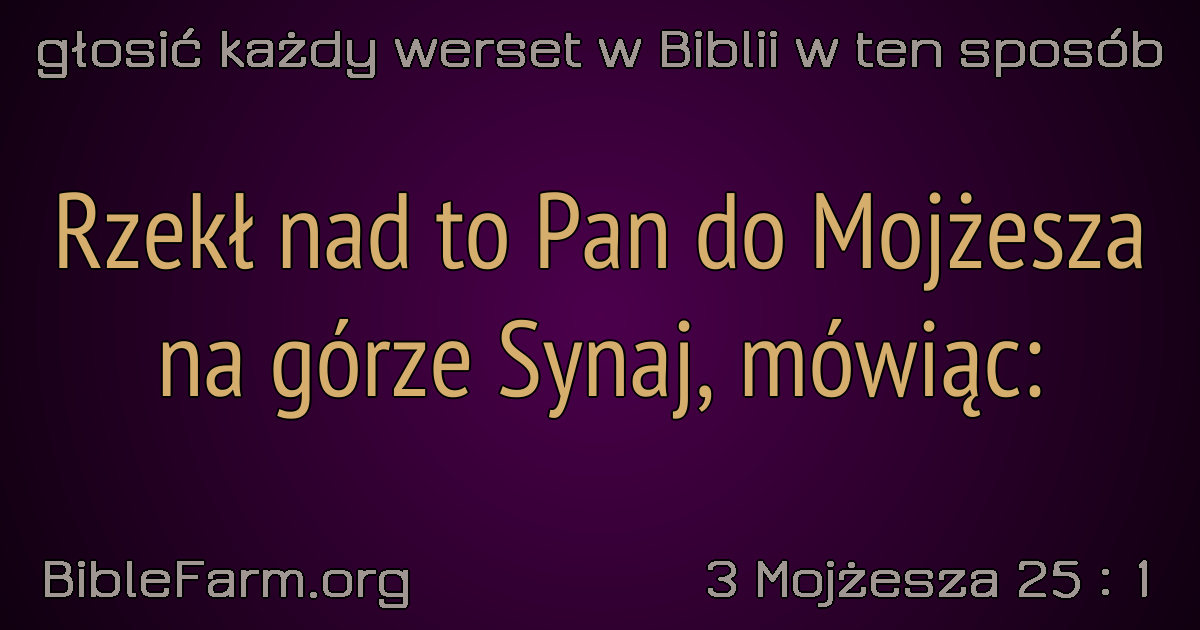 głosić każdy werset w Biblii w ten sposób
Rzekł nad to Pan do Mojżesza
na górze Synaj, mówiąc:
BibleFarm.org
3 Mojżesza 25 : 1